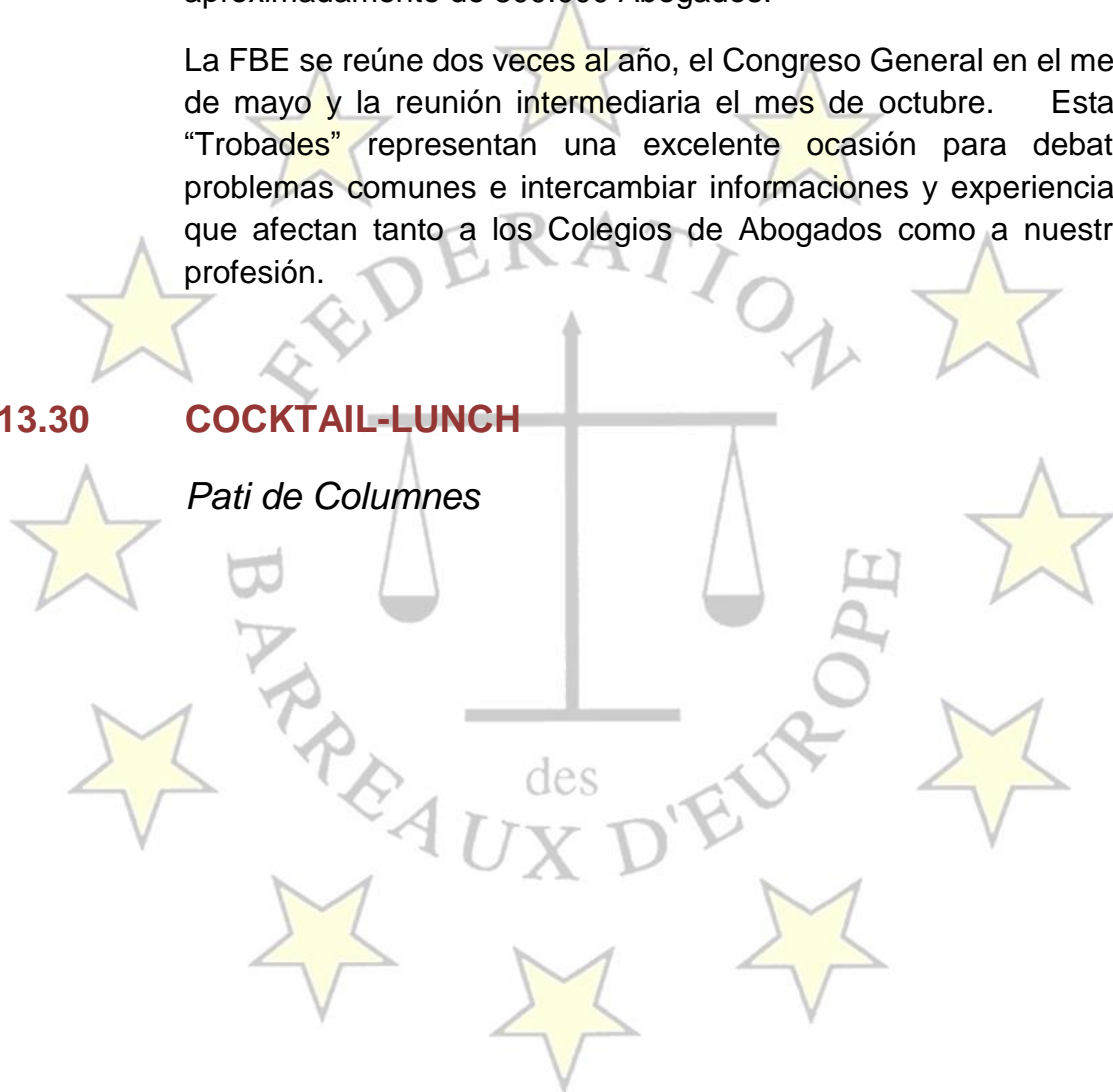 La FBE se reúne dos veces al año, el Congreso General en el me
de mayo y la reunión intermediaria el mes de octubre. Esta
“Trobades” representan una excelente ocasión para debat
problemas comunes e intercambiar informaciones y experiencia
que afectan tanto a los Colegios de Abogados como a nuestr
profesión.
FEDERATION
13.30 COCKTAIL-LUNCH
Pati de Columnes
des
BARREAUX D'EUROPE